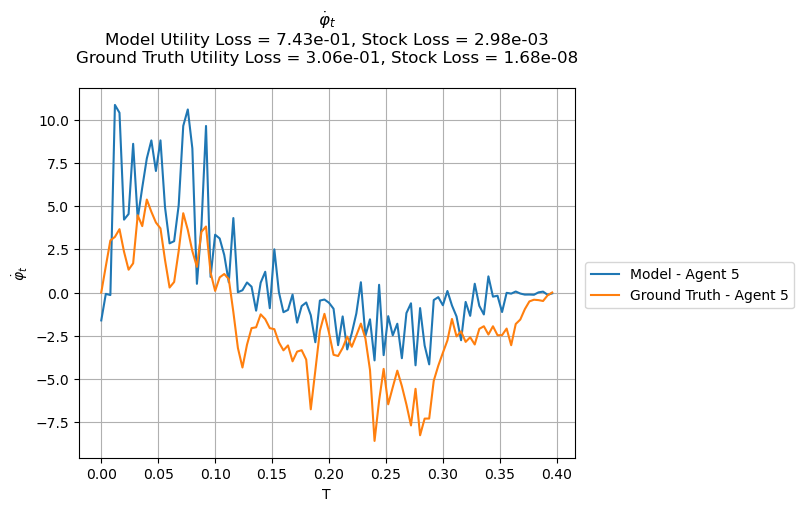 φ̇ₜ
Model Utility Loss = 7.43e-01, Stock Loss = 2.98e-03
Ground Truth Utility Loss = 3.06e-01, Stock Loss = 1.68e-08
φ̇ₜ
10.0
7.5
5.0
2.5
0.0
−2.5
−5.0
−7.5
0.00 0.05 0.10 0.15 0.20 0.25 0.30 0.35 0.40
T
Model - Agent 5
Ground Truth - Agent 5